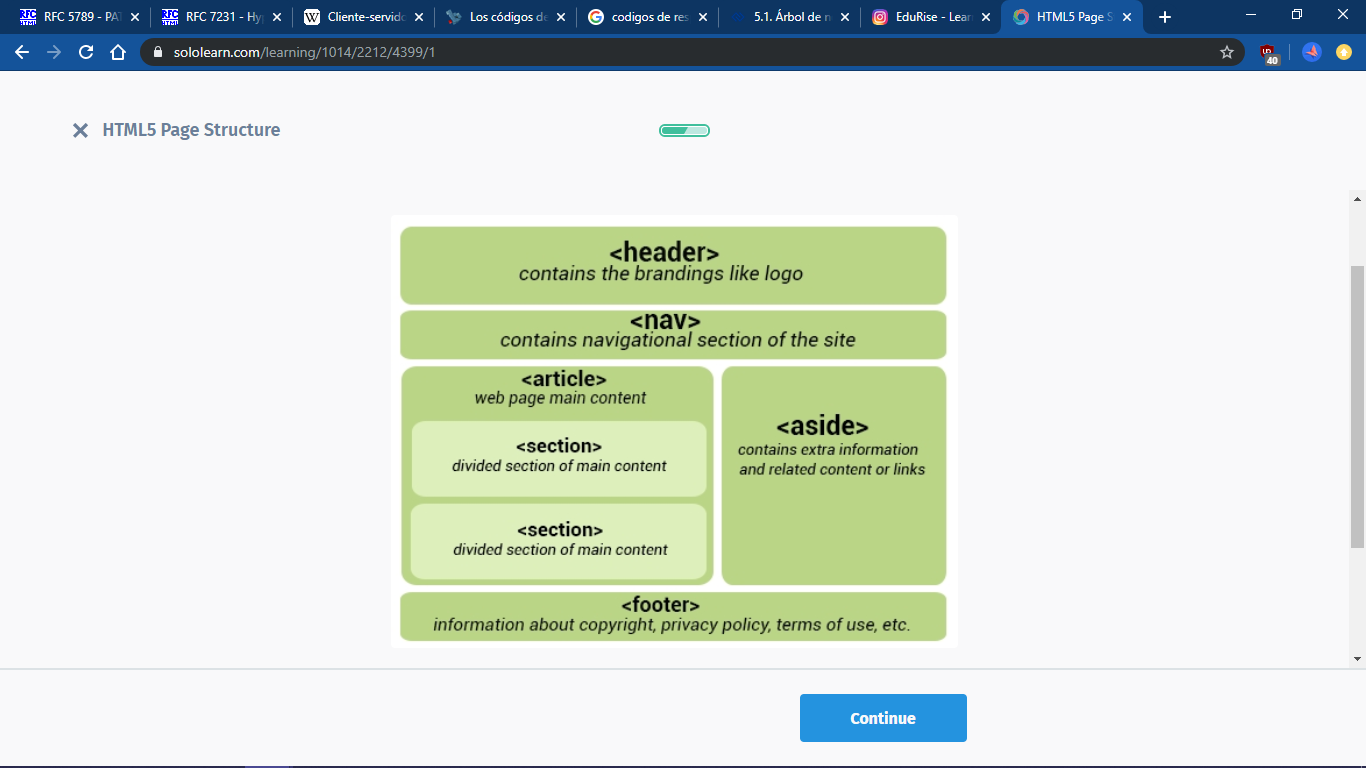 RFC 5789 - PA
RFC 7231 - Hy
Cliente-servido
Los códigos de
codigos de res
5.1. Árbol de n
EduRise - Lear
HTML5 Page S
sololearn.com/learning/1014/2212/4399/1
40
HTML5 Page Structure
<header>
contains the brandings like logo
<nav>
contains navigational section of the site
<article>
web page main content
<section>
divided section of main content
<section>
divided section of main content
<aside>
contains extra information
and related content or links
<footer>
information about copyright, privacy policy, terms of use, etc.
Continue